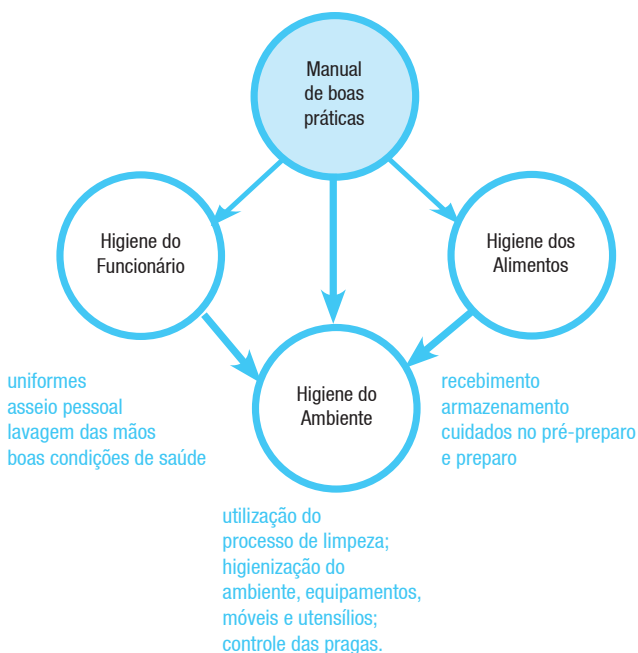 Manual
de boas
práticas
Higiene do
Funcionário
Higiene dos
Alimentos
Higiene do
Ambiente
uniformes
asseio pessoal
lavagem das mãos
boas condições de saúde
recebimento
armazenamento
cuidados no pré-preparo
e preparo
utilização do
processo de limpeza;
higienização do
ambiente, equipamentos,
móveis e utensílios;
controle das pragas.